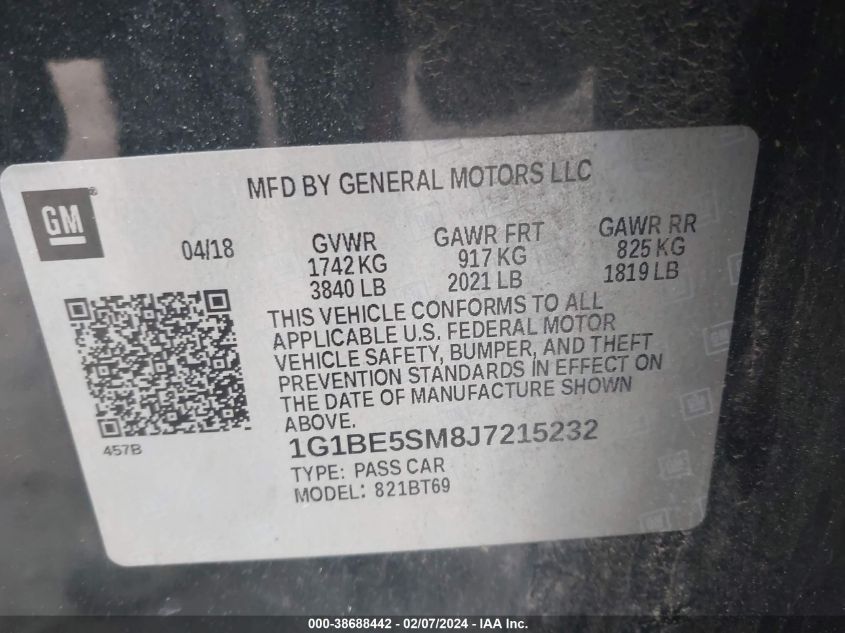 MFD BY GENERAL MOTORS LLC
GM®
04/18
GVWR
1742 KG
3840 LB
GAWR FRT
917 KG
2021 LB
GAWR RR
825 KG
1819 LB
THIS VEHICLE CONFORMS TO ALL
APPLICABLE U.S. FEDERAL MOTOR
VEHICLE SAFETY, BUMPER, AND THEFT
PREVENTION STANDARDS IN EFFECT ON
THE DATE OF MANUFACTURE SHOWN
ABOVE.
457B
1G1BE5SM8J7215232
TYPE: PASS CAR
MODEL: 821BT69
000-38688442 - 02/07/2024 - IAA Inc.